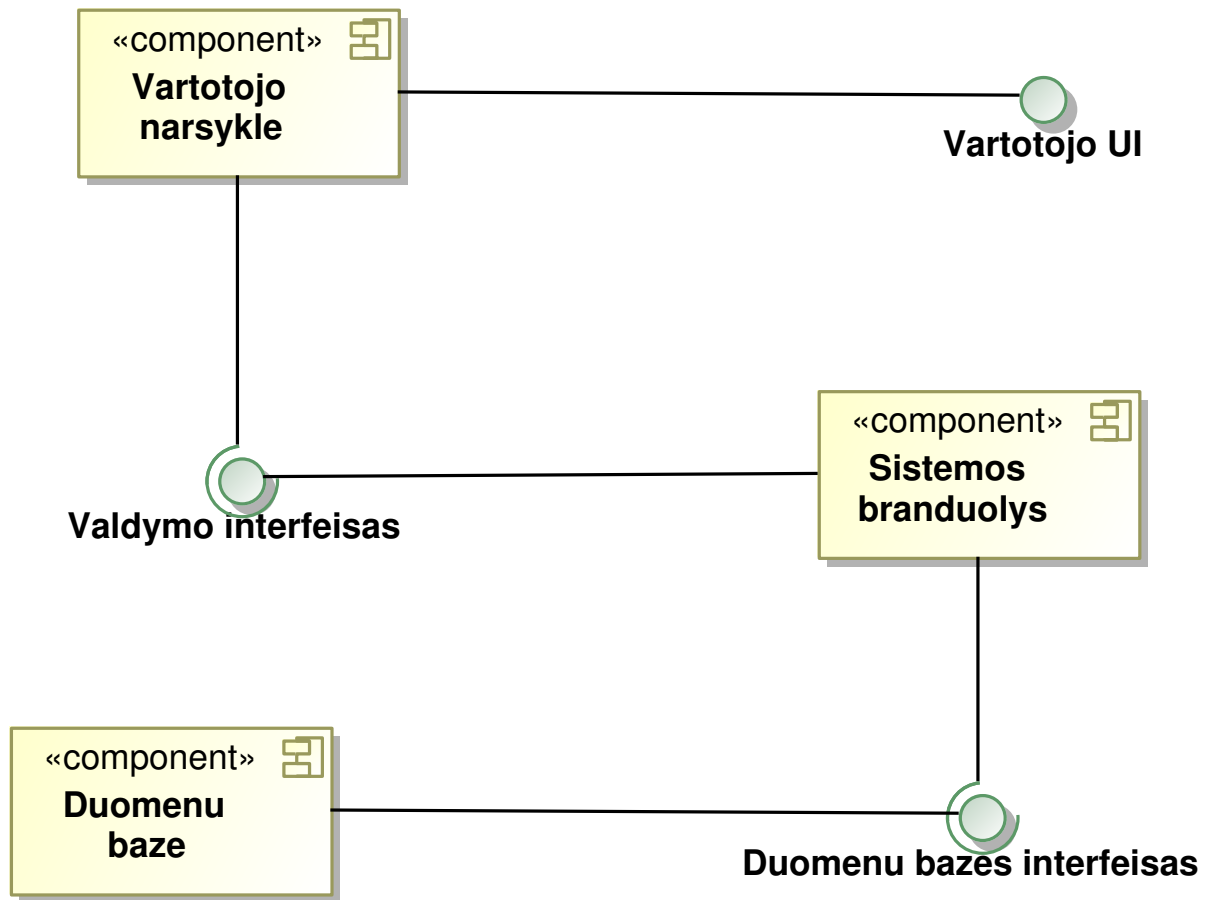 «component»
Vartotojo
narsykle
Vartotojo UI
«component»
Sistemos
branduolys
Valdymo interfeisas
«component»
Duomenu
baze
Duomenu bazes interfeisas